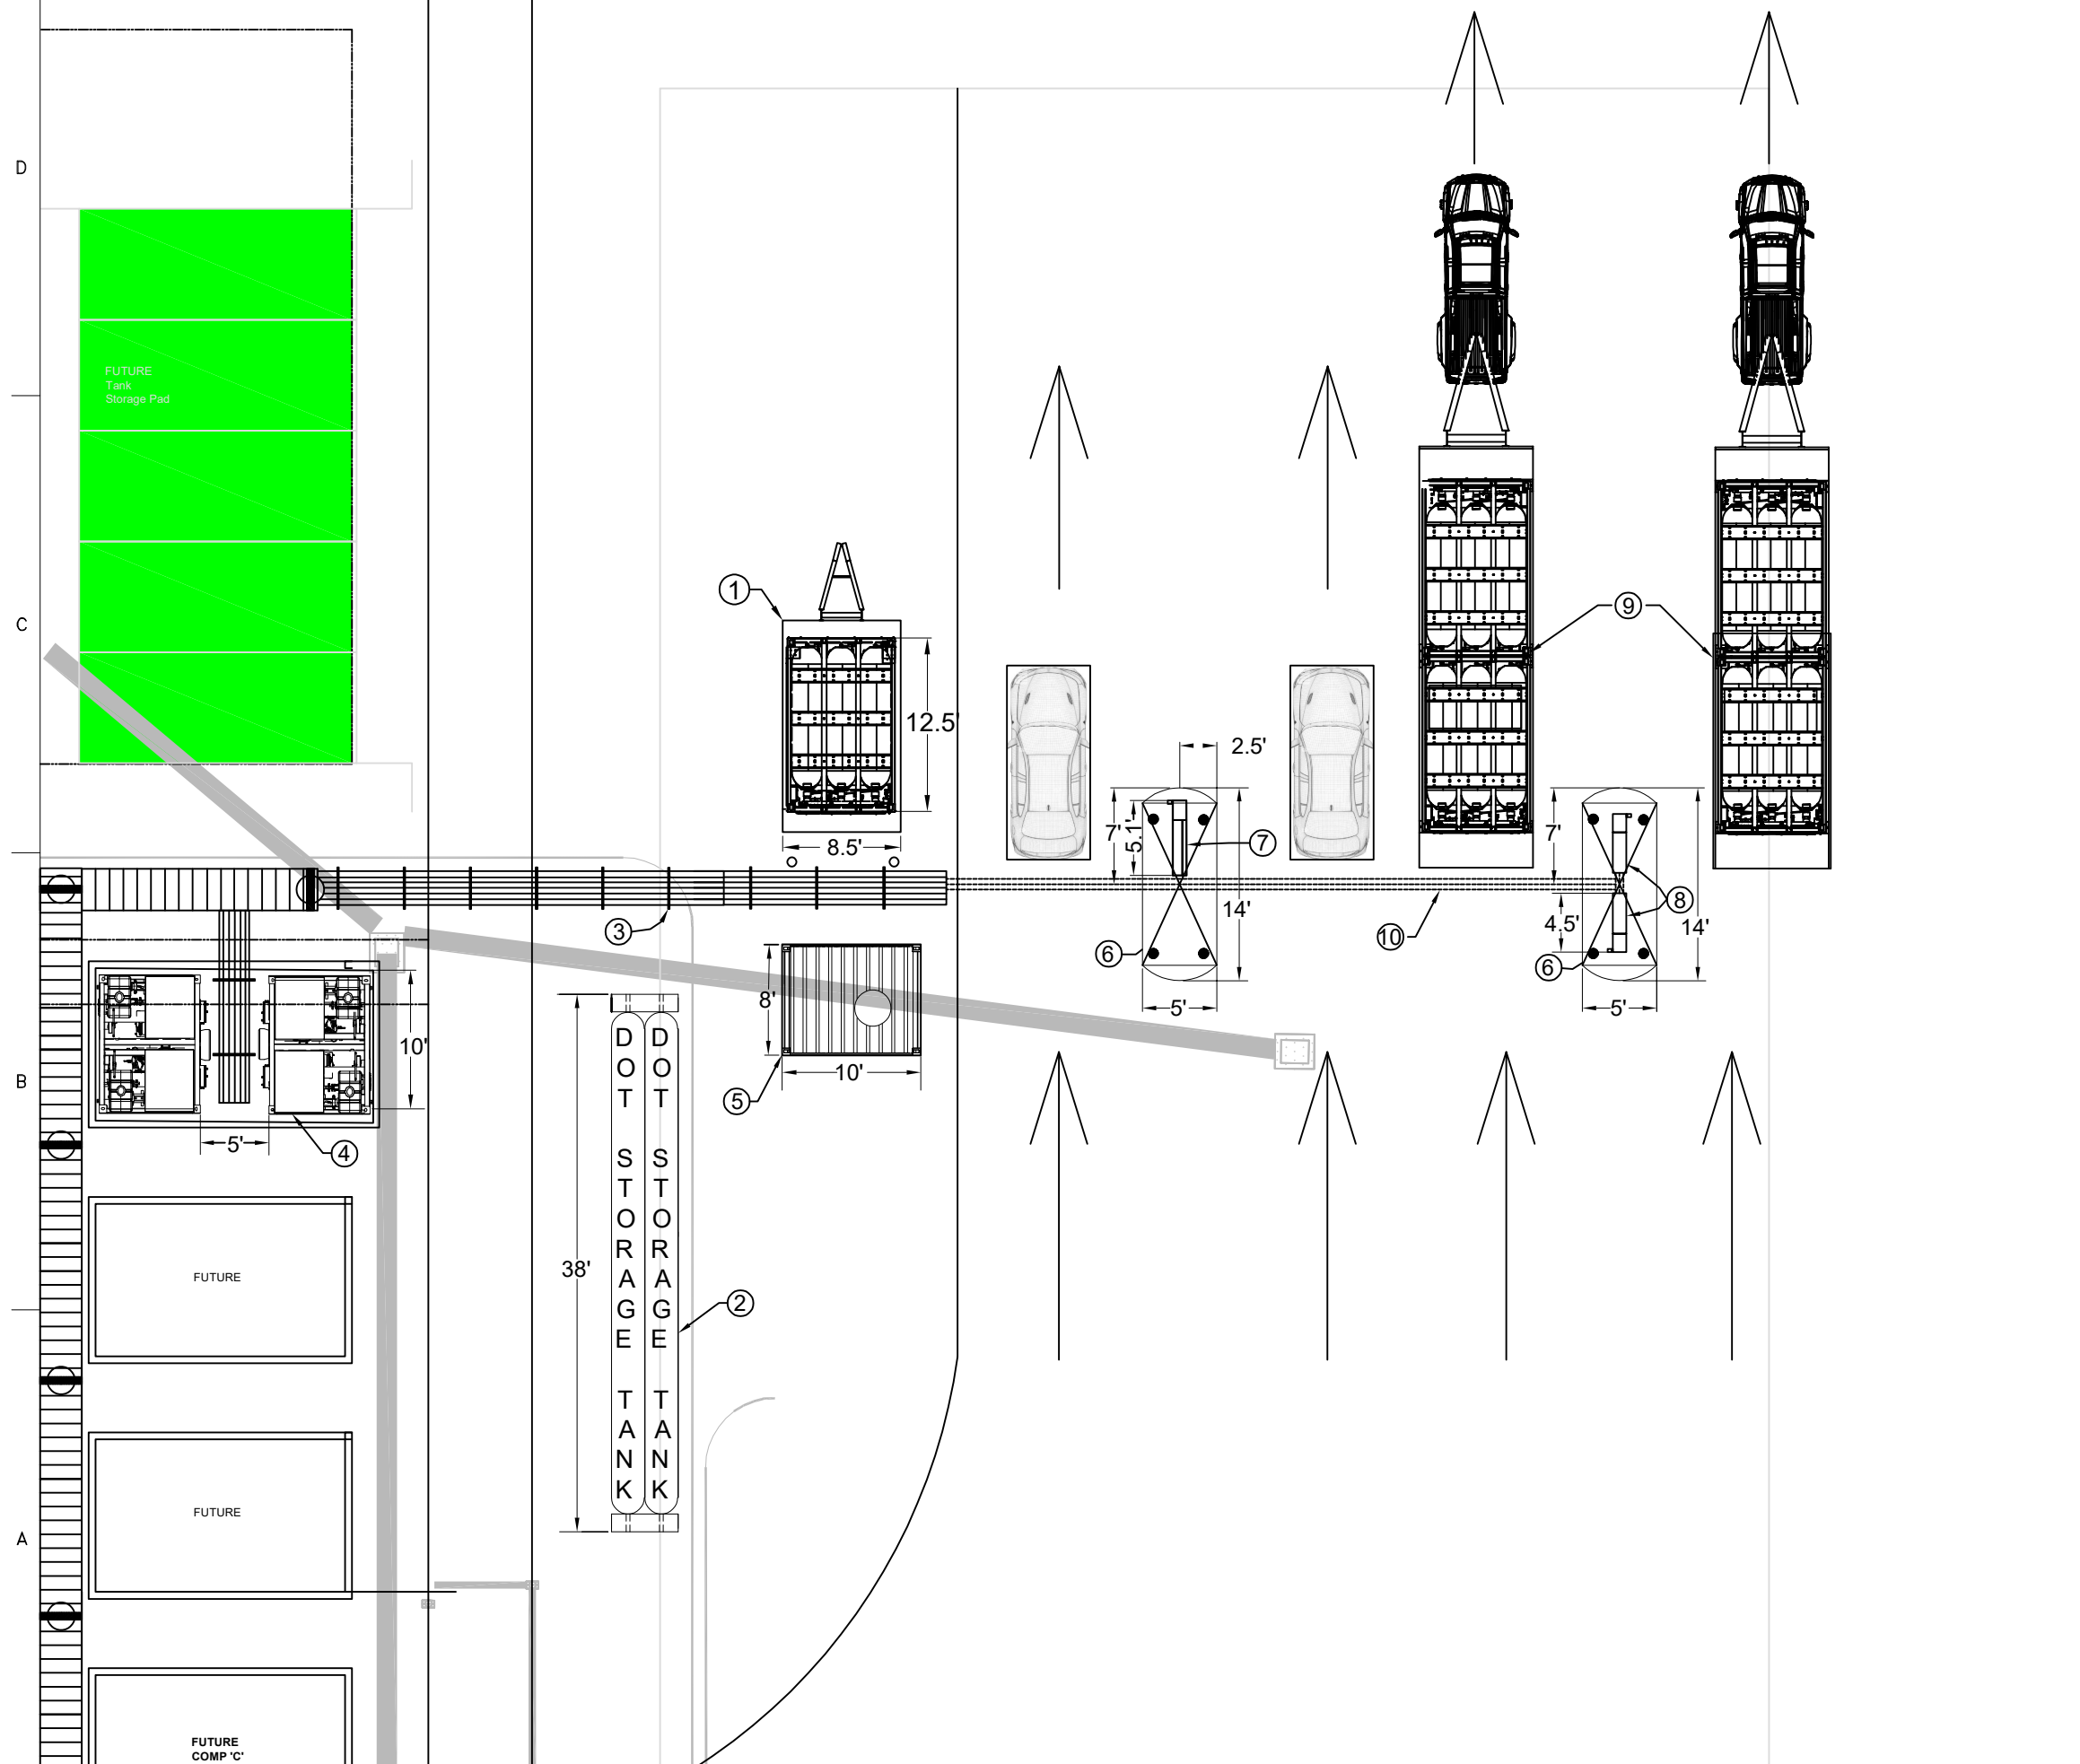 D
FUTURE
Tank
Storage Pad
C
1
12.5'
8.5'
9
2.5'
7'
5.1'
7
14'
6
5'
7'
8
4.5'
14'
6
5'
10
3
8'
10'
5
10'
5'
4
B
38'
DOT STORAGE TANK
DOT STORAGE TANK
2
FUTURE
A
FUTURE
FUTURE
COMP 'C'